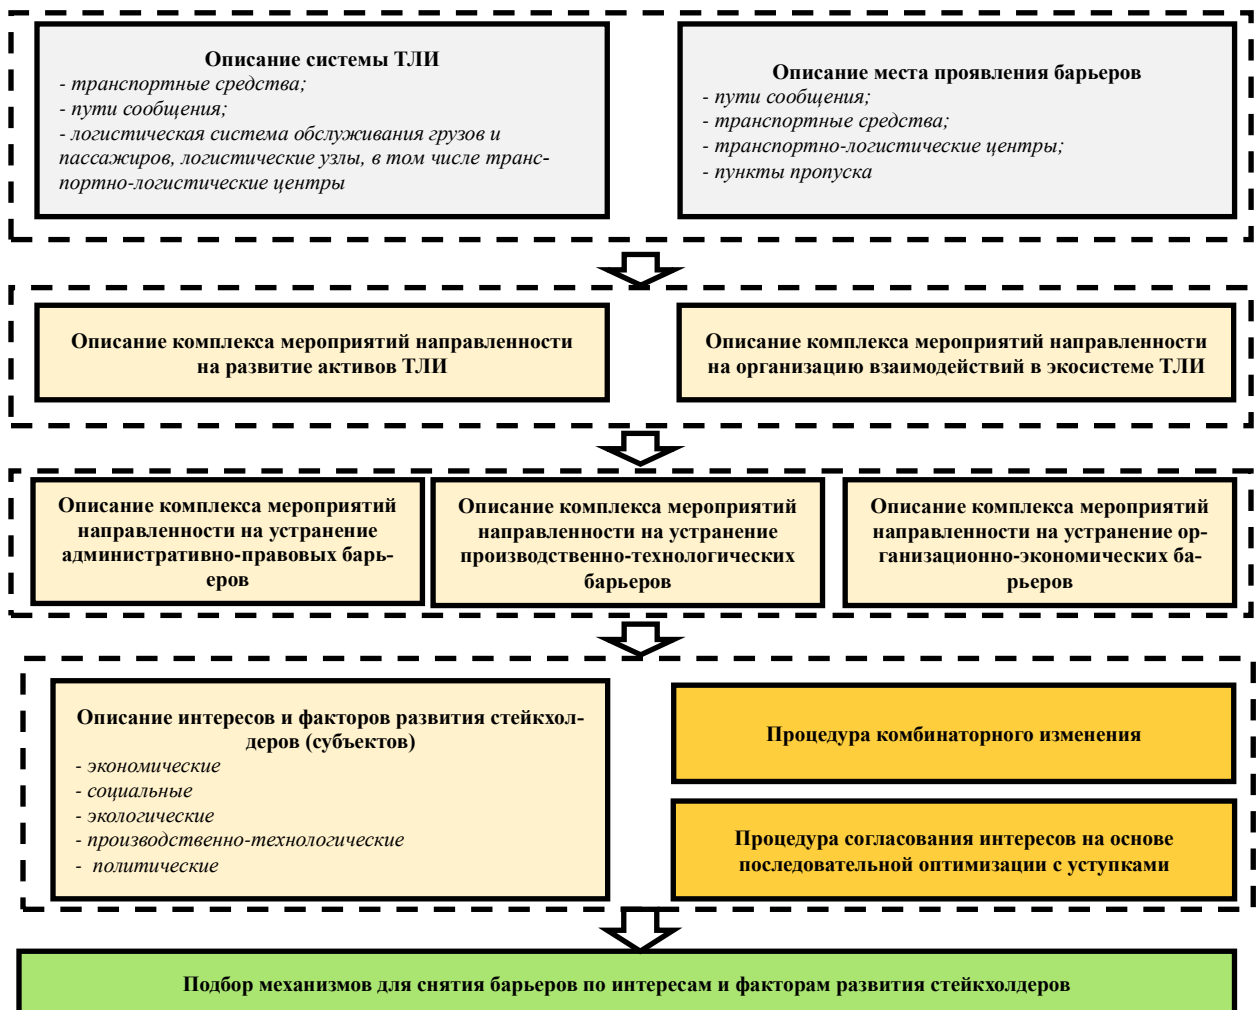 Описание системы ТЛИ
- транспортные средства;
- пути сообщения;
- логистическая система обслуживания грузов и
пассажиров, логистические узлы, в том числе транс-
портно-логистические центры
Описание места проявления барьеров
- пути сообщения;
- транспортные средства;
- транспортно-логистические центры;
- пункты пропуска
Описание комплекса мероприятий направленности
на развитие активов ТЛИ
Описание комплекса мероприятий направленности
на организацию взаимодействий в экосистеме ТЛИ
Описание комплекса мероприятий
направленности на устранение
административно-правовых барь-
еров
Описание комплекса мероприятий
направленности на устранение
производственно-технологических
барьеров
Описание комплекса мероприятий
направленности на устранение ор-
ганизационно-экономических ба-
рьеров
Описание интересов и факторов развития стейкхол-
деров (субъектов)
- экономические
- социальные
- экологические
- производственно-технологические
- политические
Процедура комбинаторного изменения
Процедура согласования интересов на основе
последовательной оптимизации с уступками
Подбор механизмов для снятия барьеров по интересам и факторам развития стейкхолдеров